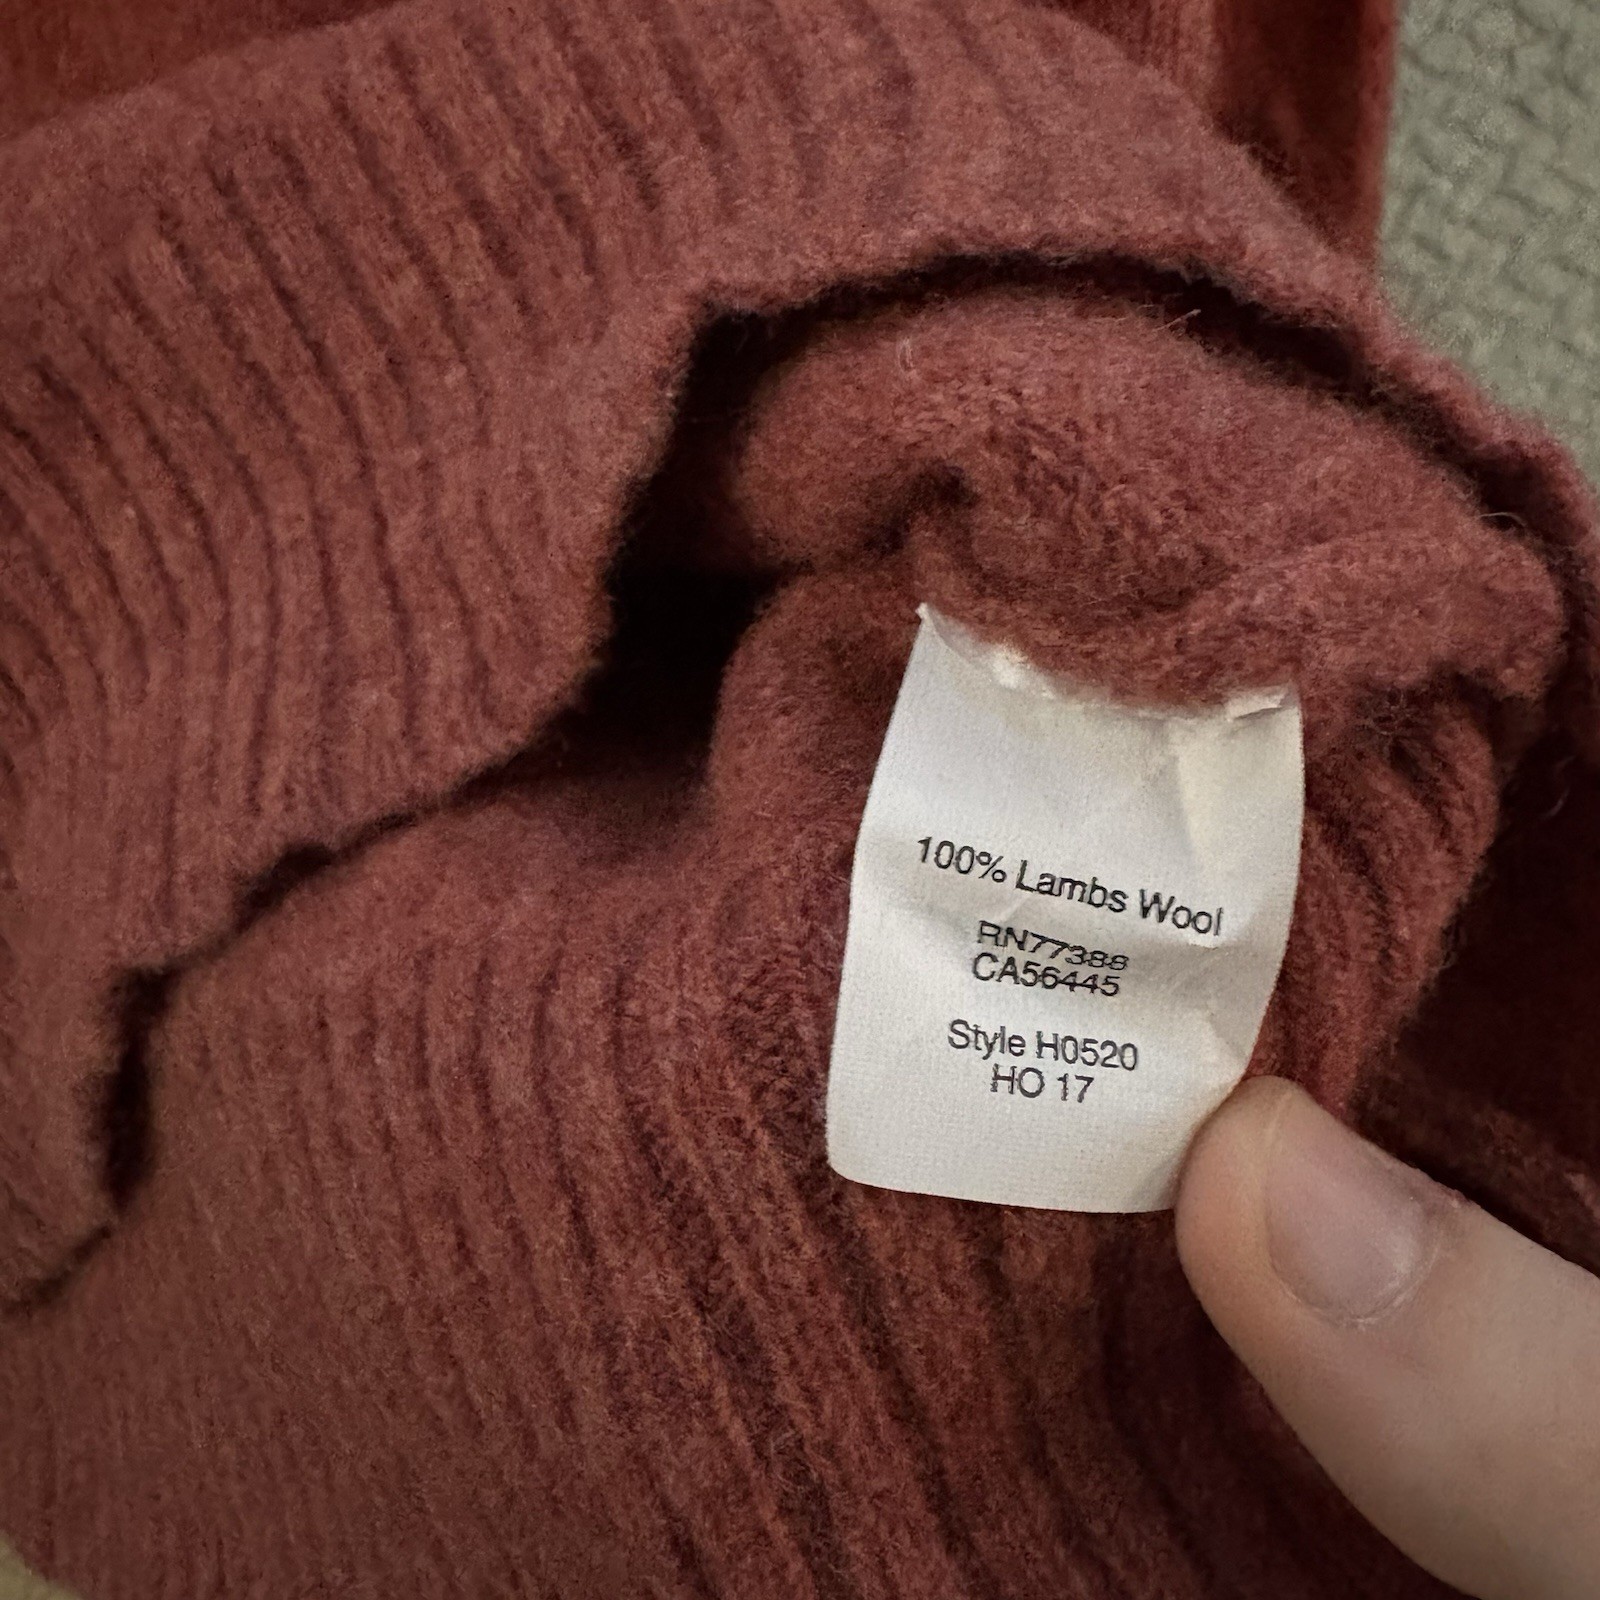 100% Lambs Wool
RN77388
CA56445
Style H0520
HO 17